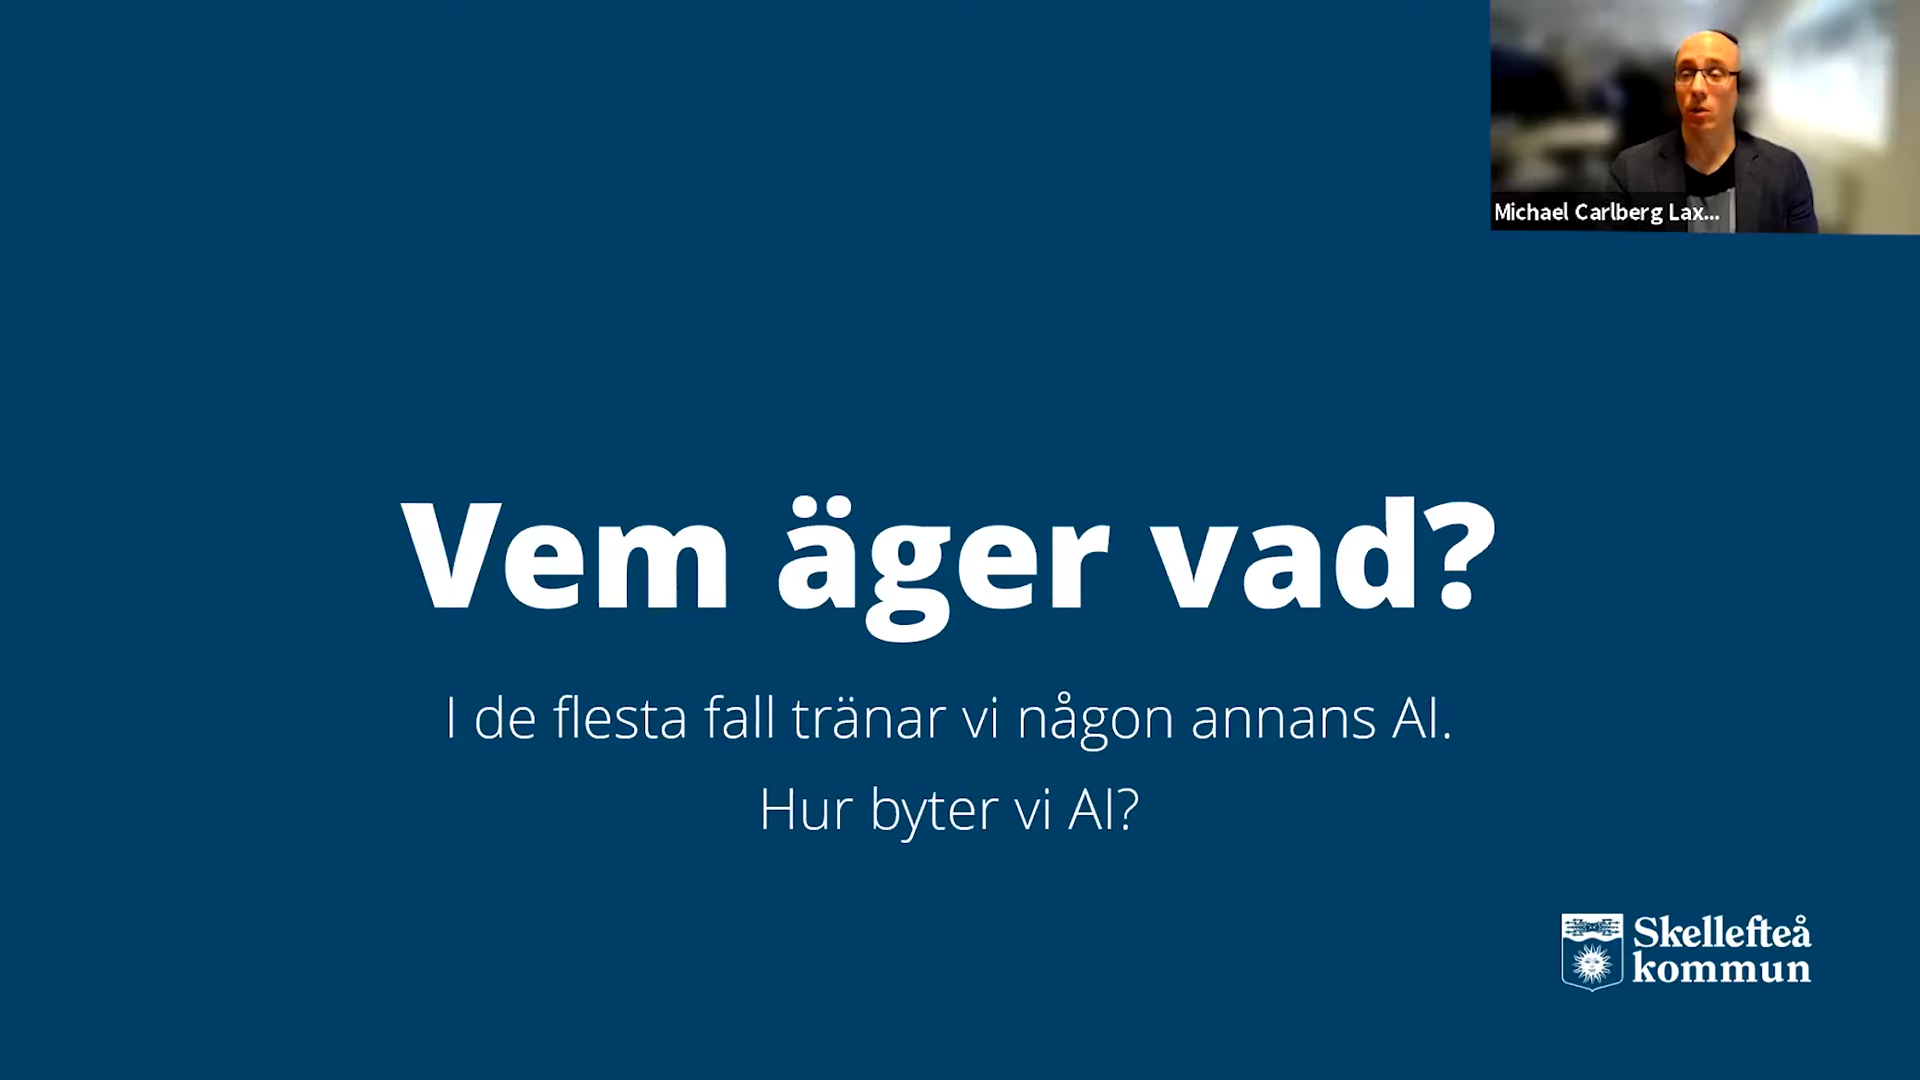 Michael Carlberg Lax...
Vem äger vad?
I de flesta fall tränar vi någon annans AI.
Hur byter vi AI?
Skellefteå
kommun